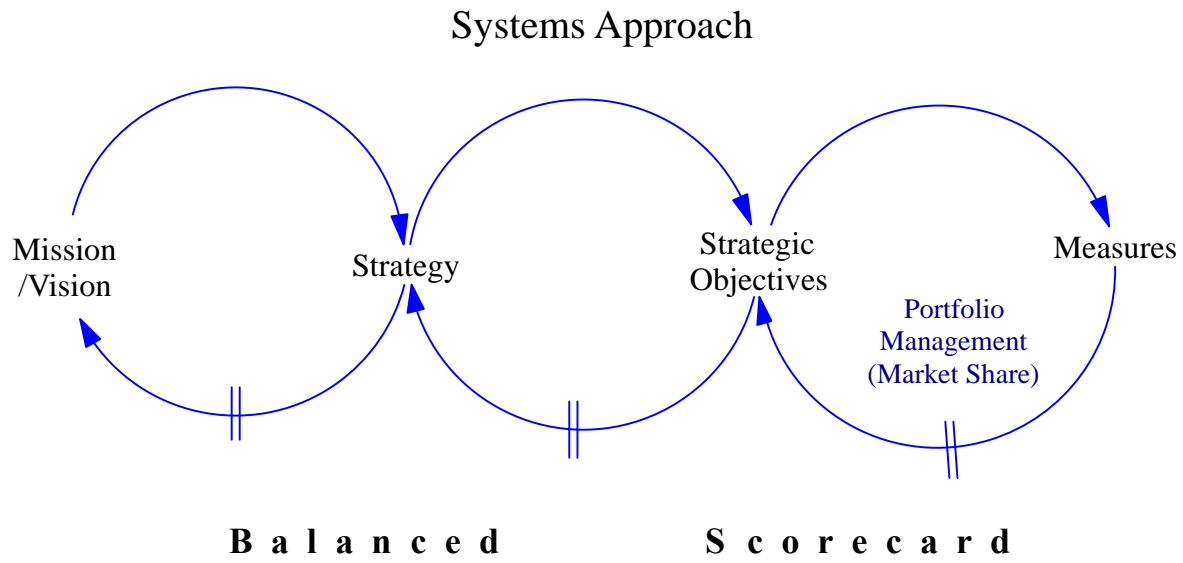 Systems Approach
Mission
/Vision
Strategy
Strategic
Objectives
Measures
Portfolio
Management
(Market Share)
B a l a n c e d S c o r e c a r d